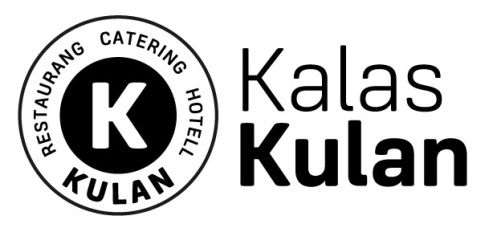 RESTAURANG CATERING HOTELL
K
KULAN
Kalas
Kulan